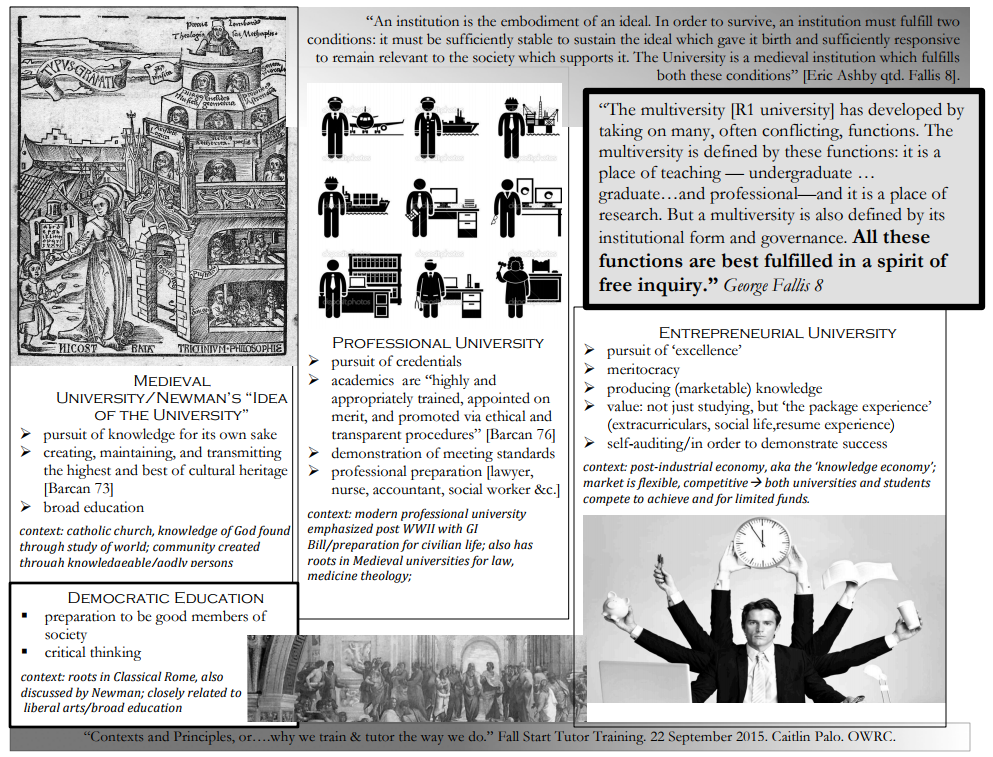 “An institution is the embodiment of an ideal. In order to survive, an institution must fulfill two
conditions: it must be sufficiently stable to sustain the ideal which gave it birth and sufficiently responsive
to remain relevant to the society which supports it. The University is a medieval institution which fulfills
both these conditions” [Eric Ashby qtd. Fallis 8].
“The multiversity [R1 university] has developed by
taking on many, often conflicting, functions. The
multiversity is defined by these functions: it is a
place of teaching — undergraduate …
graduate…and professional—and it is a place of
research. But a multiversity is also defined by its
institutional form and governance. All these
functions are best fulfilled in a spirit of
free inquiry.” George Fallis 8
TYPVS·GRAMATICE
NICOST RATA TRICLINIVM·PHILOSOPHIE
Medieval
University/Newman’s “Idea
of the University”
➢ pursuit of knowledge for its own sake
➢ creating, maintaining, and transmitting
the highest and best of cultural heritage
[Barcan 73]
➢ broad education
context: catholic church, knowledge of God found
through study of world; community created
through knowledgeable/godly persons
Democratic Education
▪ preparation to be good members of
society
▪ critical thinking
context: roots in Classical Rome, also
discussed by Newman; closely related to
liberal arts/broad education
depositphotos
Professional University
➢ pursuit of credentials
➢ academics are “highly and
appropriately trained, appointed on
merit, and promoted via ethical and
transparent procedures” [Barcan 76]
➢ demonstration of meeting standards
➢ professional preparation [lawyer,
nurse, accountant, social worker &c.]
context: modern professional university
emphasized post WWII with GI
Bill/preparation for civilian life; also has
roots in Medieval universities for law,
medicine theology;
Entrepreneurial University
➢ pursuit of ‘excellence’
➢ meritocracy
➢ producing (marketable) knowledge
➢ value: not just studying, but ‘the package experience’
(extracurriculars, social life,resume experience)
➢ self-auditing/in order to demonstrate success
context: post-industrial economy, aka the ‘knowledge economy’;
market is flexible, competitive → both universities and students
compete to achieve and for limited funds.
“Contexts and Principles, or….why we train & tutor the way we do.” Fall Start Tutor Training. 22 September 2015. Caitlin Palo. OWRC.